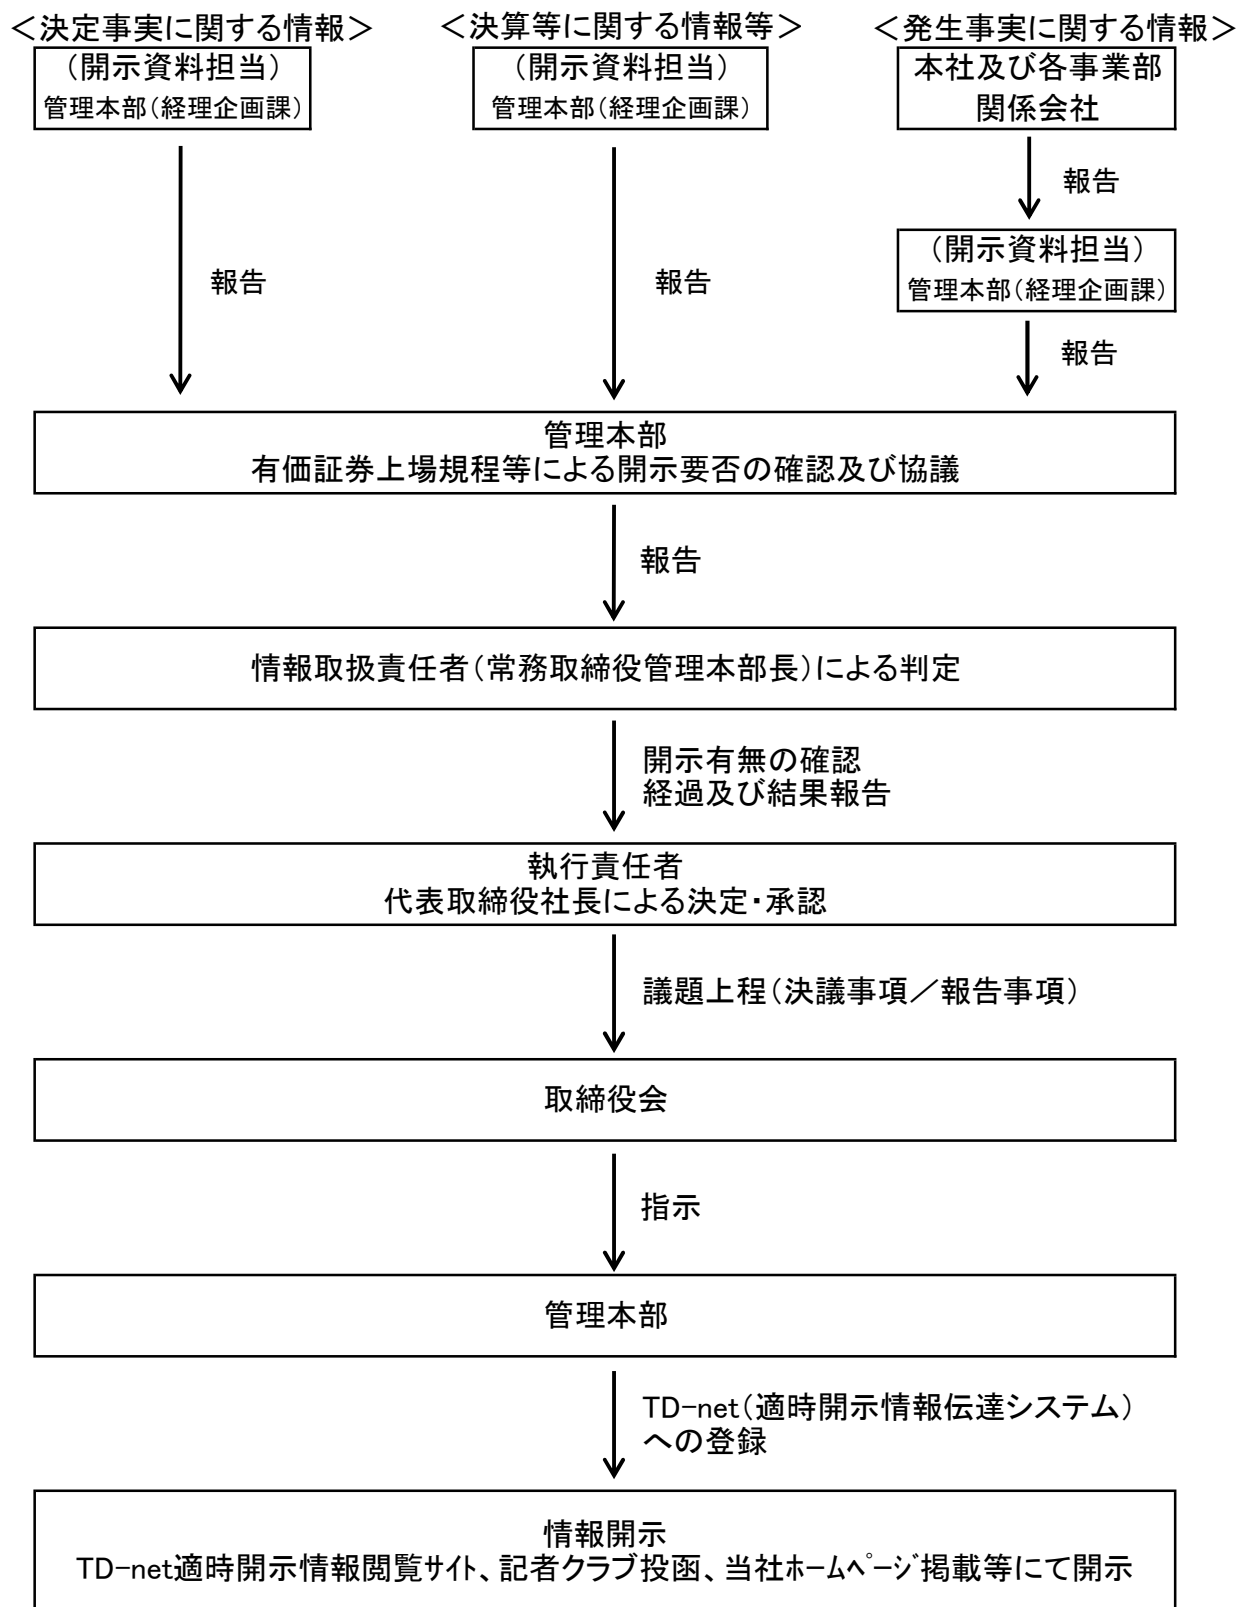 ＜決定事実に関する情報＞
（開示資料担当）
管理本部（経理企画課）
＜決算等に関する情報等＞
（開示資料担当）
管理本部（経理企画課）
＜発生事実に関する情報＞
本社及び各事業部
関係会社
報告
（開示資料担当）
管理本部（経理企画課）
報告
報告
報告
管理本部
有価証券上場規程等による開示要否の確認及び協議
報告
情報取扱責任者（常務取締役管理本部長）による判定
開示有無の確認
経過及び結果報告
執行責任者
代表取締役社長による決定・承認
議題上程（決議事項／報告事項）
取締役会
指示
管理本部
TD-net（適時開示情報伝達システム）
への登録
情報開示
TD-net適時開示情報閲覧ｻｲﾄ、記者クラブ投函、当社ﾎｰﾑﾍﾟｰｼﾞ掲載等にて開示